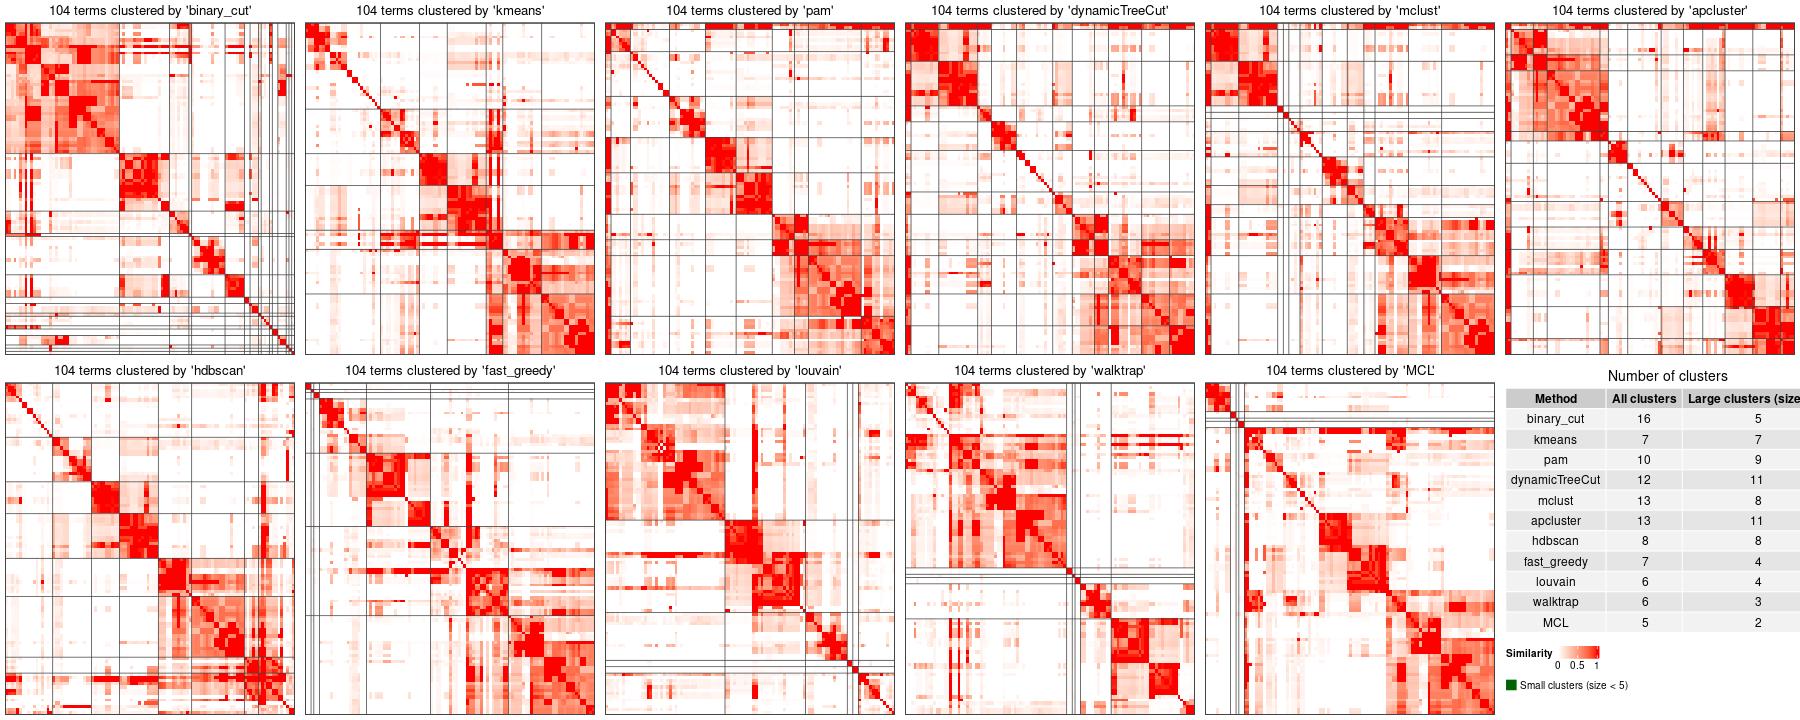 104 terms clustered by 'binary_cut'
104 terms clustered by 'kmeans'
104 terms clustered by 'pam'
104 terms clustered by 'dynamicTreeCut'
104 terms clustered by 'mclust'
104 terms clustered by 'apcluster'
104 terms clustered by 'hdbscan'
104 terms clustered by 'fast_greedy'
104 terms clustered by 'louvain'
104 terms clustered by 'walktrap'
104 terms clustered by 'MCL'
Number of clusters
Method All clusters Large clusters (size
binary_cut 16 5
kmeans 7 7
pam 10 9
dynamicTreeCut 12 11
mclust 13 8
apcluster 13 11
hdbscan 8 8
fast_greedy 7 4
louvain 6 4
walktrap 6 3
MCL 5 2
Similarity
0 0.5 1
Small clusters (size < 5)